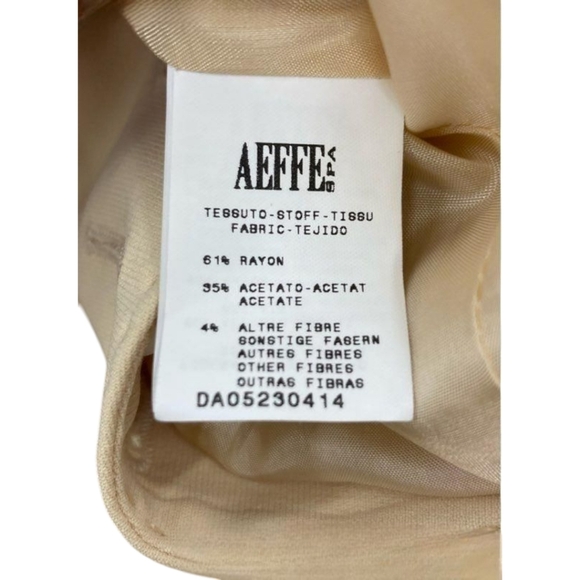 AEFFE SPA
TESSUTO-STOFF-TISSU
FABRIC-TEJIDO
61% RAYON
35% ACETATO-ACETAT
ACETATE
4% ALTRE FIBRE
SONSTIGE FASERN
AUTRES FIBRES
OTHER FIBRES
OUTRAS FIBRAS
DA05230414